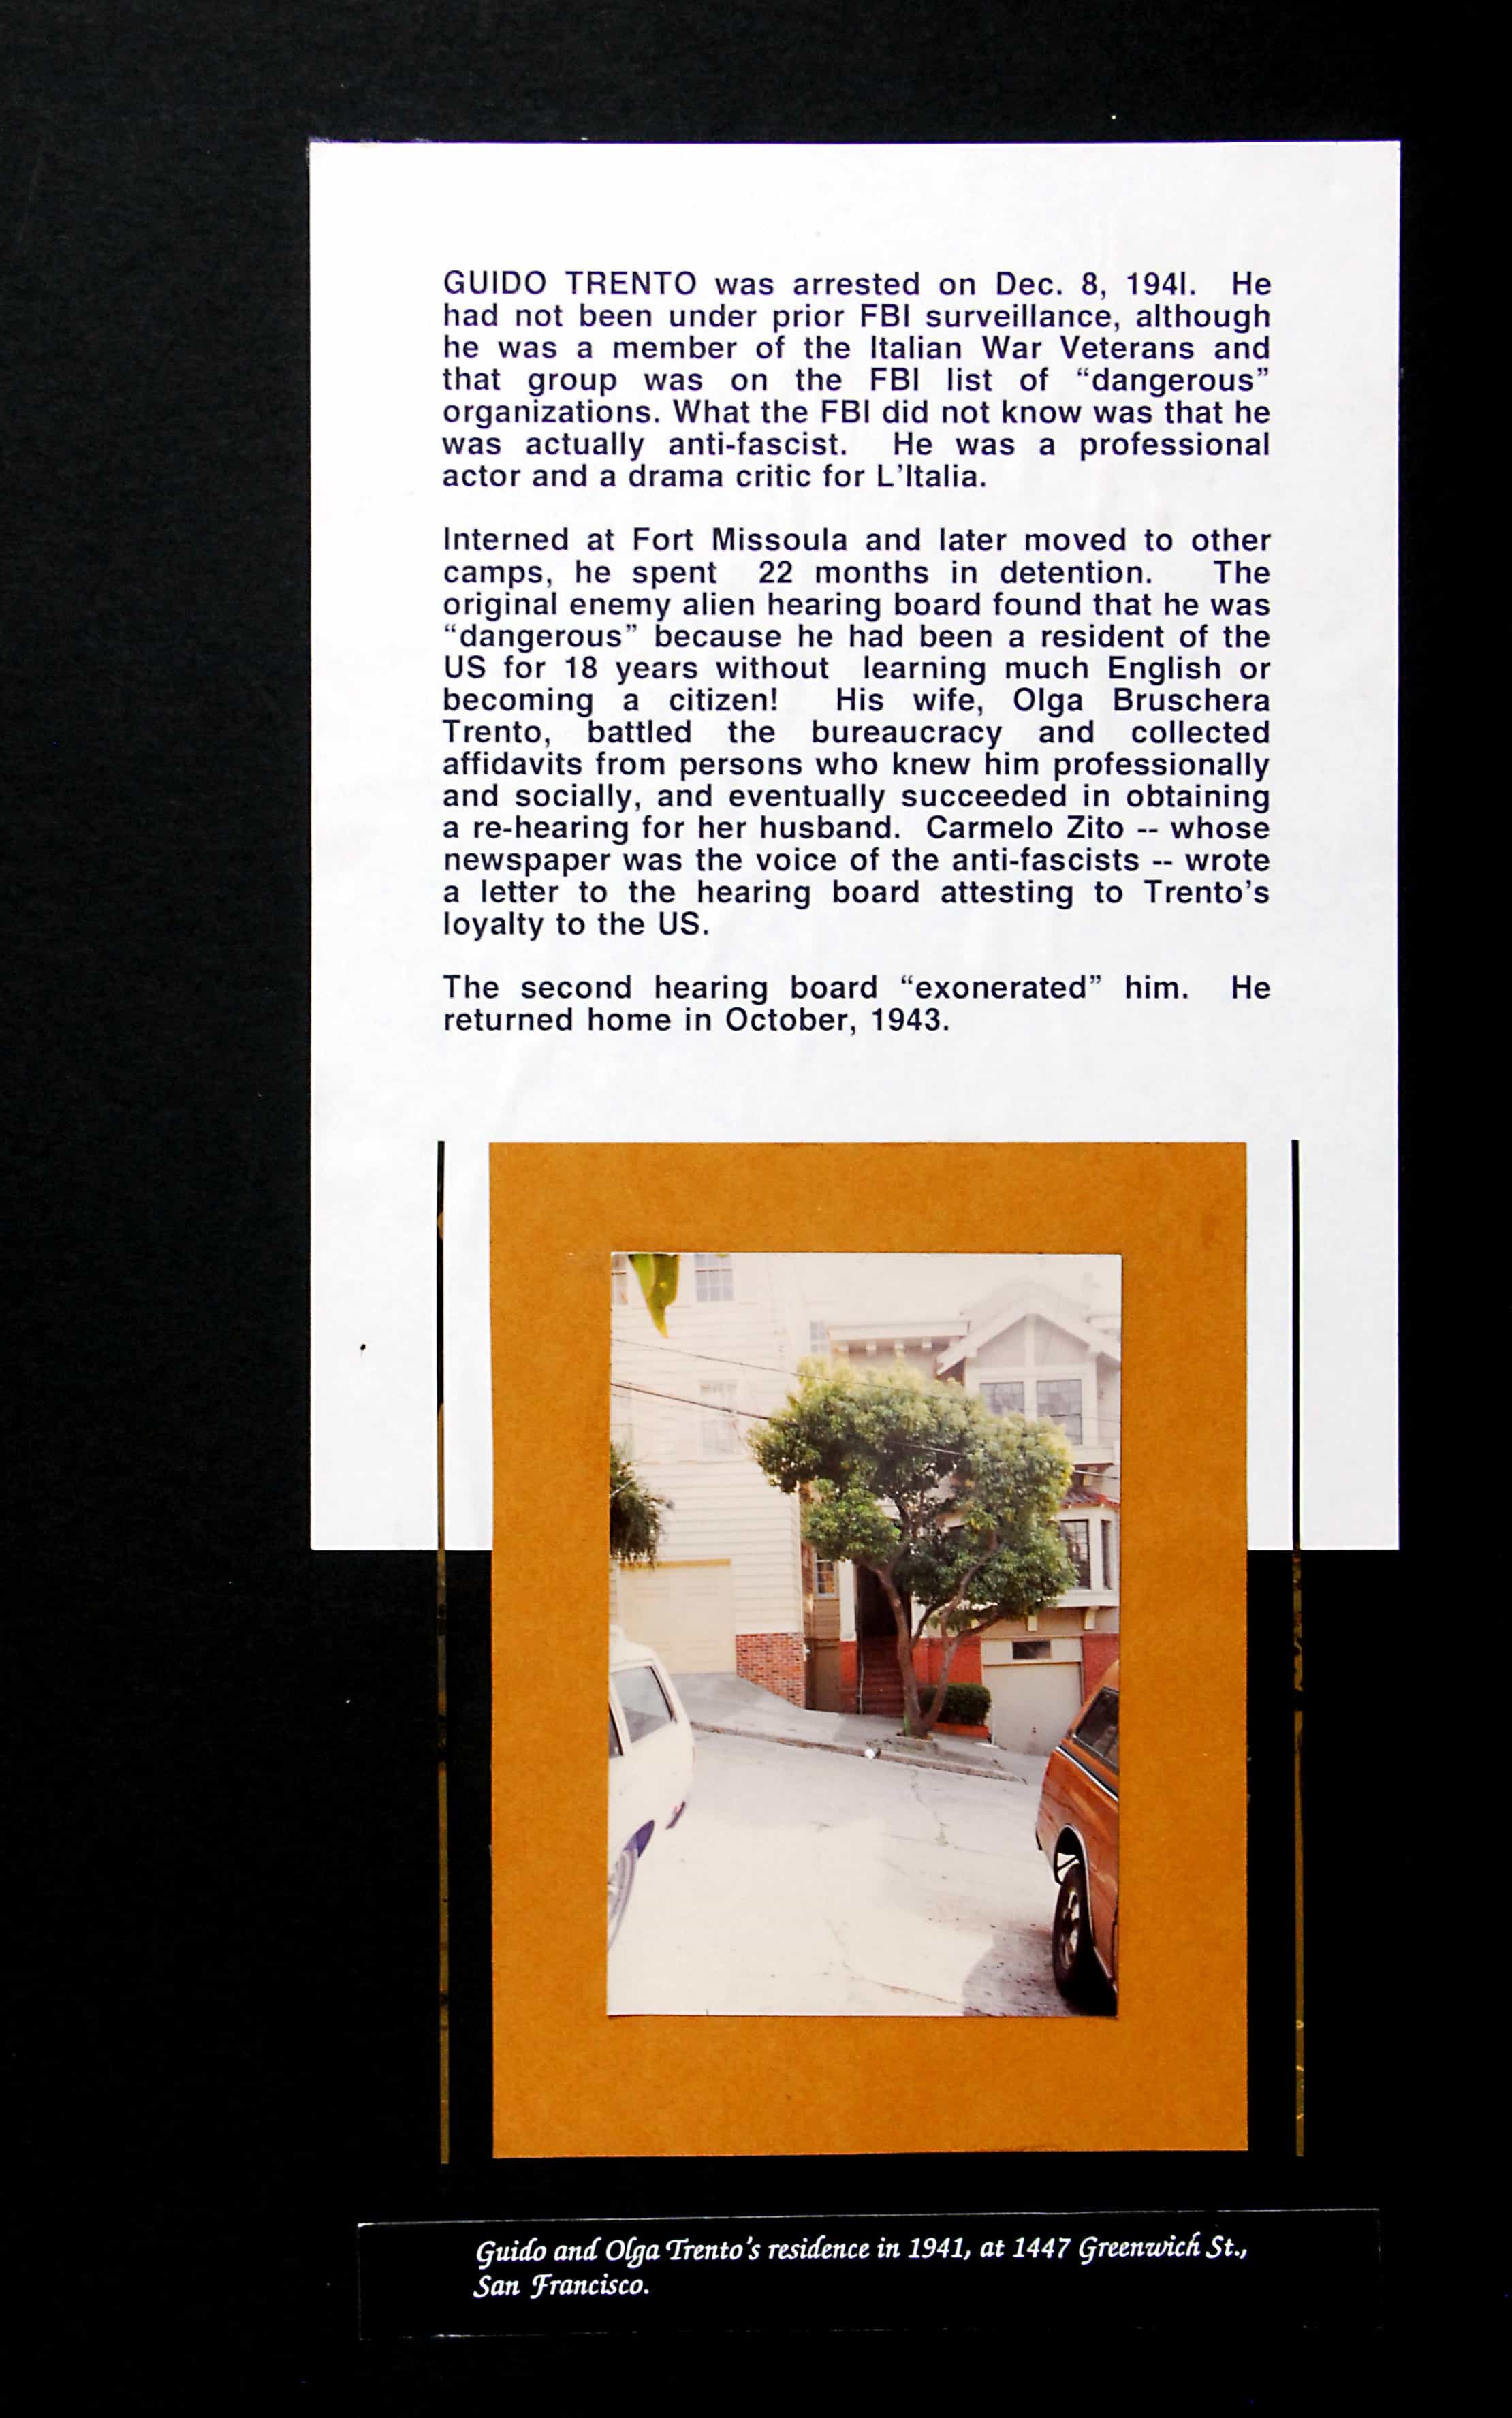 GUIDO TRENTO was arrested on Dec. 8, 194l. He
had not been under prior FBI surveillance, although
he was a member of the Italian War Veterans and
that group was on the FBI list of “dangerous”
organizations. What the FBI did not know was that he
was actually anti-fascist. He was a professional
actor and a drama critic for L’Italia.
Interned at Fort Missoula and later moved to other
camps, he spent 22 months in detention. The
original enemy alien hearing board found that he was
“dangerous” because he had been a resident of the
US for 18 years without learning much English or
becoming a citizen! His wife, Olga Bruschera
Trento, battled the bureaucracy and collected
affidavits from persons who knew him professionally
and socially, and eventually succeeded in obtaining
a re-hearing for her husband. Carmelo Zito -- whose
newspaper was the voice of the anti-fascists -- wrote
a letter to the hearing board attesting to Trento’s
loyalty to the US.
The second hearing board “exonerated” him. He
returned home in October, 1943.
Guido and Olga Trento’s residence in 1941, at 1447 Greenwich St.,
San Francisco.